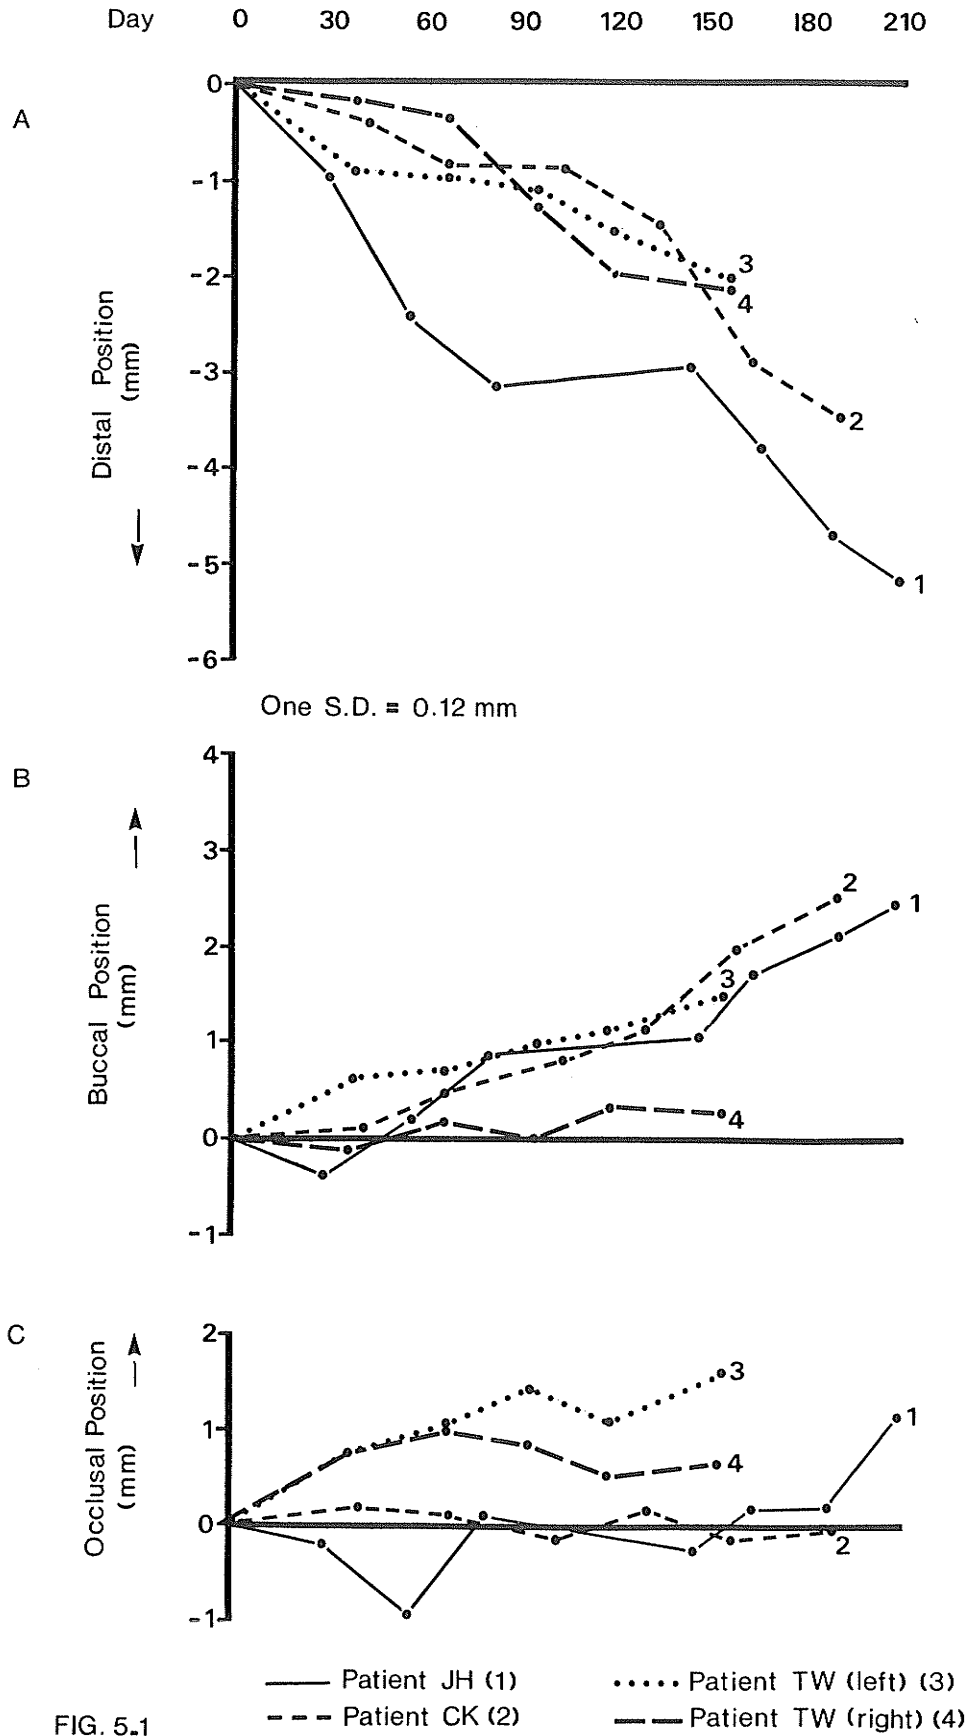 Day 0 30 60 90 120 150 180 210
A
0
-1
-2
-3
-4
-5
-6
Distal Position
(mm)
3
4
2
1
One S.D. = 0.12 mm
B
4
3
2
1
0
-1
Buccal Position
(mm)
2
1
3
4
C
2
1
0
-1
Occlusal Position
(mm)
3
1
4
2
Patient JH (1)
Patient TW (left) (3)
Patient CK (2)
Patient TW (right) (4)
FIG. 5-1